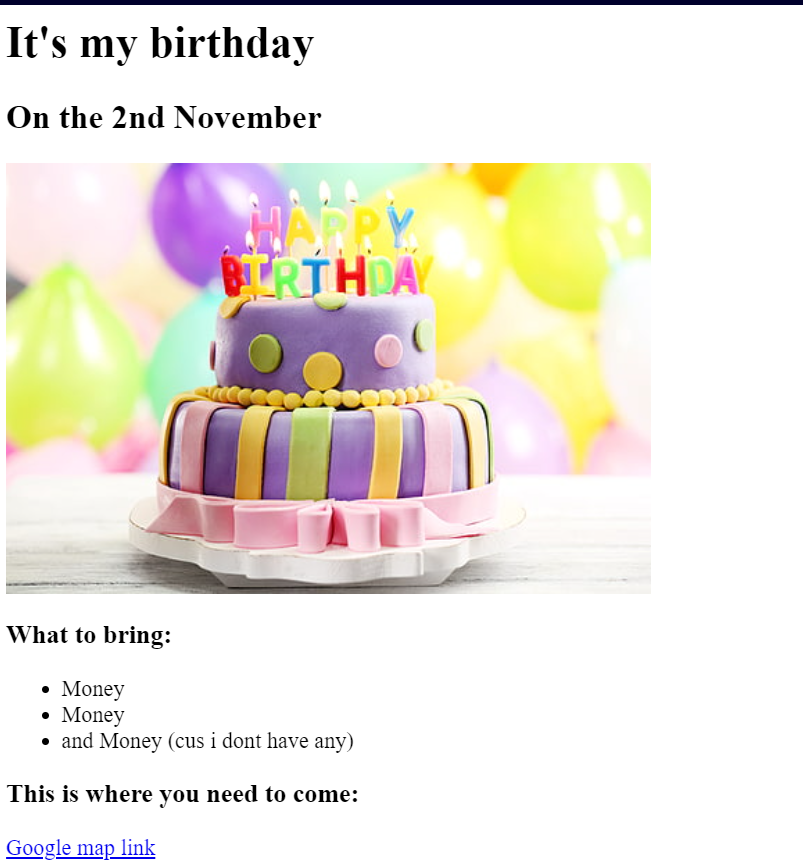 It's my birthday
On the 2nd November
HAPPY
BIRTHDAY
What to bring:
Money
Money
and Money (cus i dont have any)
This is where you need to come:
Google map link